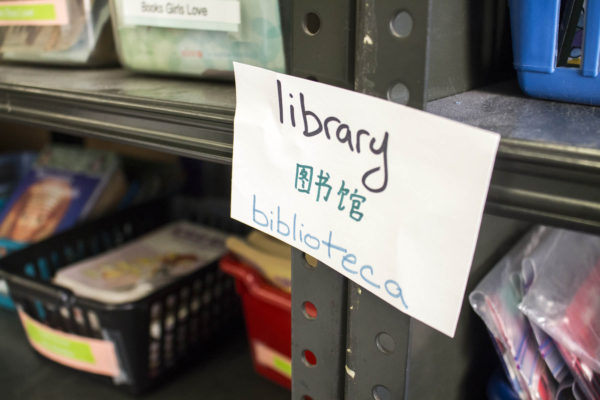 Books Girls Love
library
图书馆
biblioteca